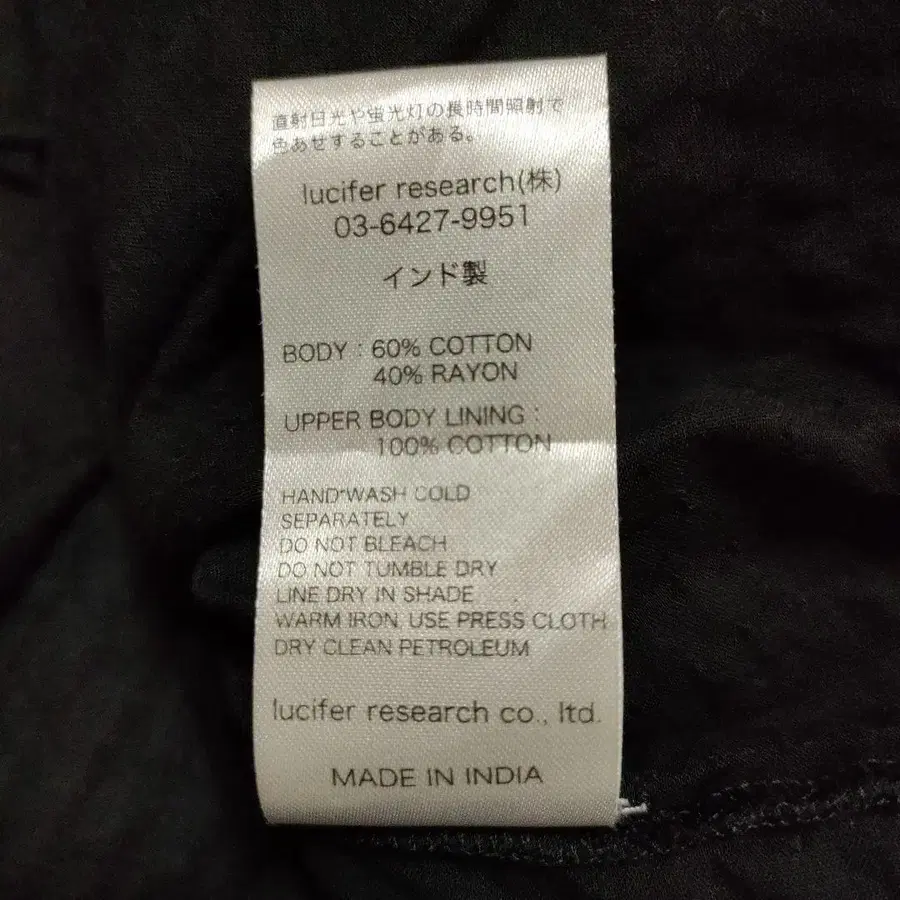 直射日光や蛍光灯の長時間照射で
色あせすることがある。
lucifer research(株)
03-6427-9951
インド製
BODY : 60% COTTON
40% RAYON
UPPER BODY LINING :
100% COTTON
HAND WASH COLD
SEPARATELY
DO NOT BLEACH
DO NOT TUMBLE DRY
LINE DRY IN SHADE
WARM IRON, USE PRESS CLOTH
DRY CLEAN PETROLEUM
lucifer research co., ltd.
MADE IN INDIA